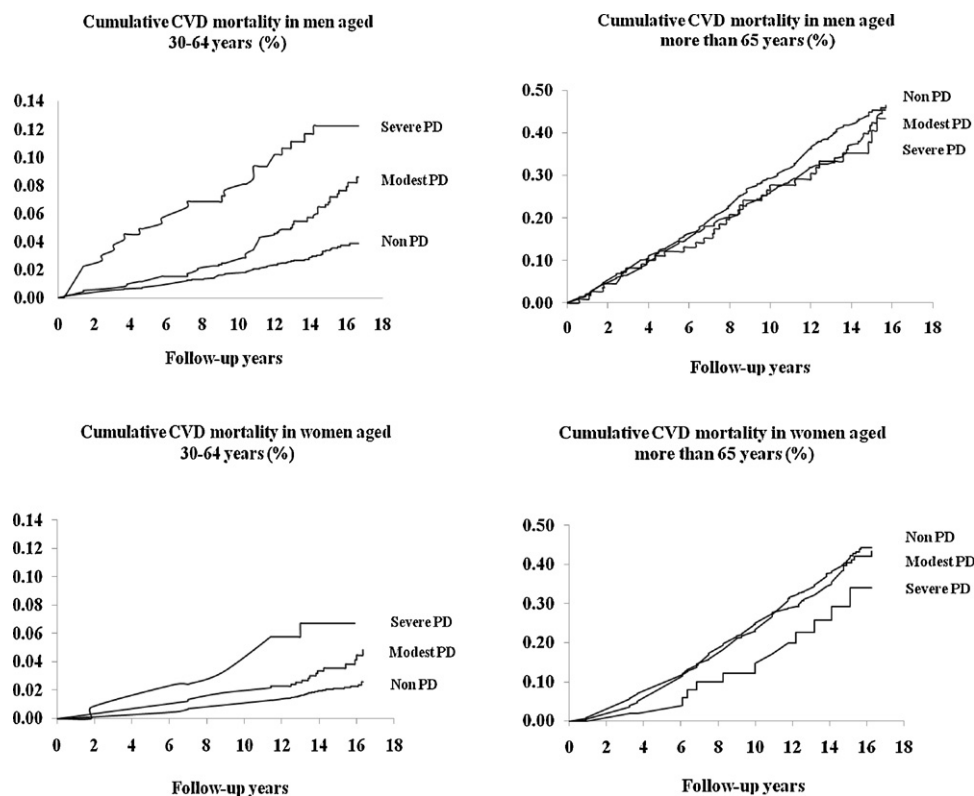 Cumulative CVD mortality in men aged
30-64 years (%)
0.14
0.12
0.10
0.08
0.06
0.04
0.02
0.00
Severe PD
Modest PD
Non PD
0 2 4 6 8 10 12 14 16 18
Follow-up years
Cumulative CVD mortality in men aged
more than 65 years (%)
0.50
0.40
0.30
0.20
0.10
0.00
Non PD
Modest PD
Severe PD
0 2 4 6 8 10 12 14 16 18
Follow-up years
Cumulative CVD mortality in women aged
30-64 years (%)
0.14
0.12
0.10
0.08
0.06
0.04
0.02
0.00
Severe PD
Modest PD
Non PD
0 2 4 6 8 10 12 14 16 18
Follow-up years
Cumulative CVD mortality in women aged
more than 65 years (%)
0.50
0.40
0.30
0.20
0.10
0.00
Non PD
Modest PD
Severe PD
0 2 4 6 8 10 12 14 16 18
Follow-up years